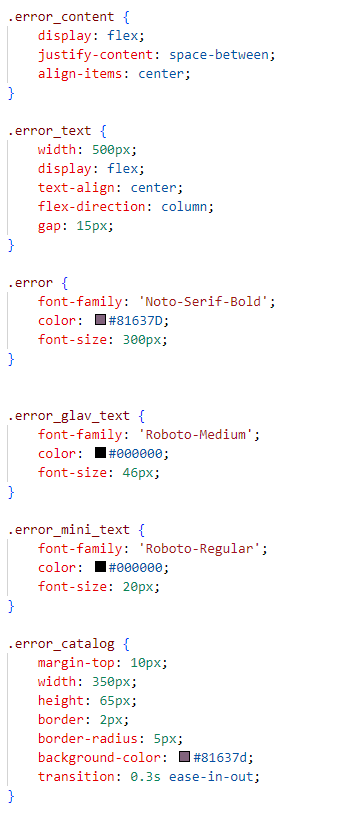 .error_content {
display: flex;
justify-content: space-between;
align-items: center;
}
.error_text {
width: 500px;
display: flex;
text-align: center;
flex-direction: column;
gap: 15px;
}
.error {
font-family: 'Noto-Serif-Bold';
color: #81637D;
font-size: 300px;
}
.error_glav_text {
font-family: 'Roboto-Medium';
color: #000000;
font-size: 46px;
}
.error_mini_text {
font-family: 'Roboto-Regular';
color: #000000;
font-size: 20px;
}
.error_catalog {
margin-top: 10px;
width: 350px;
height: 65px;
border: 2px;
border-radius: 5px;
background-color: #81637d;
transition: 0.3s ease-in-out;
}